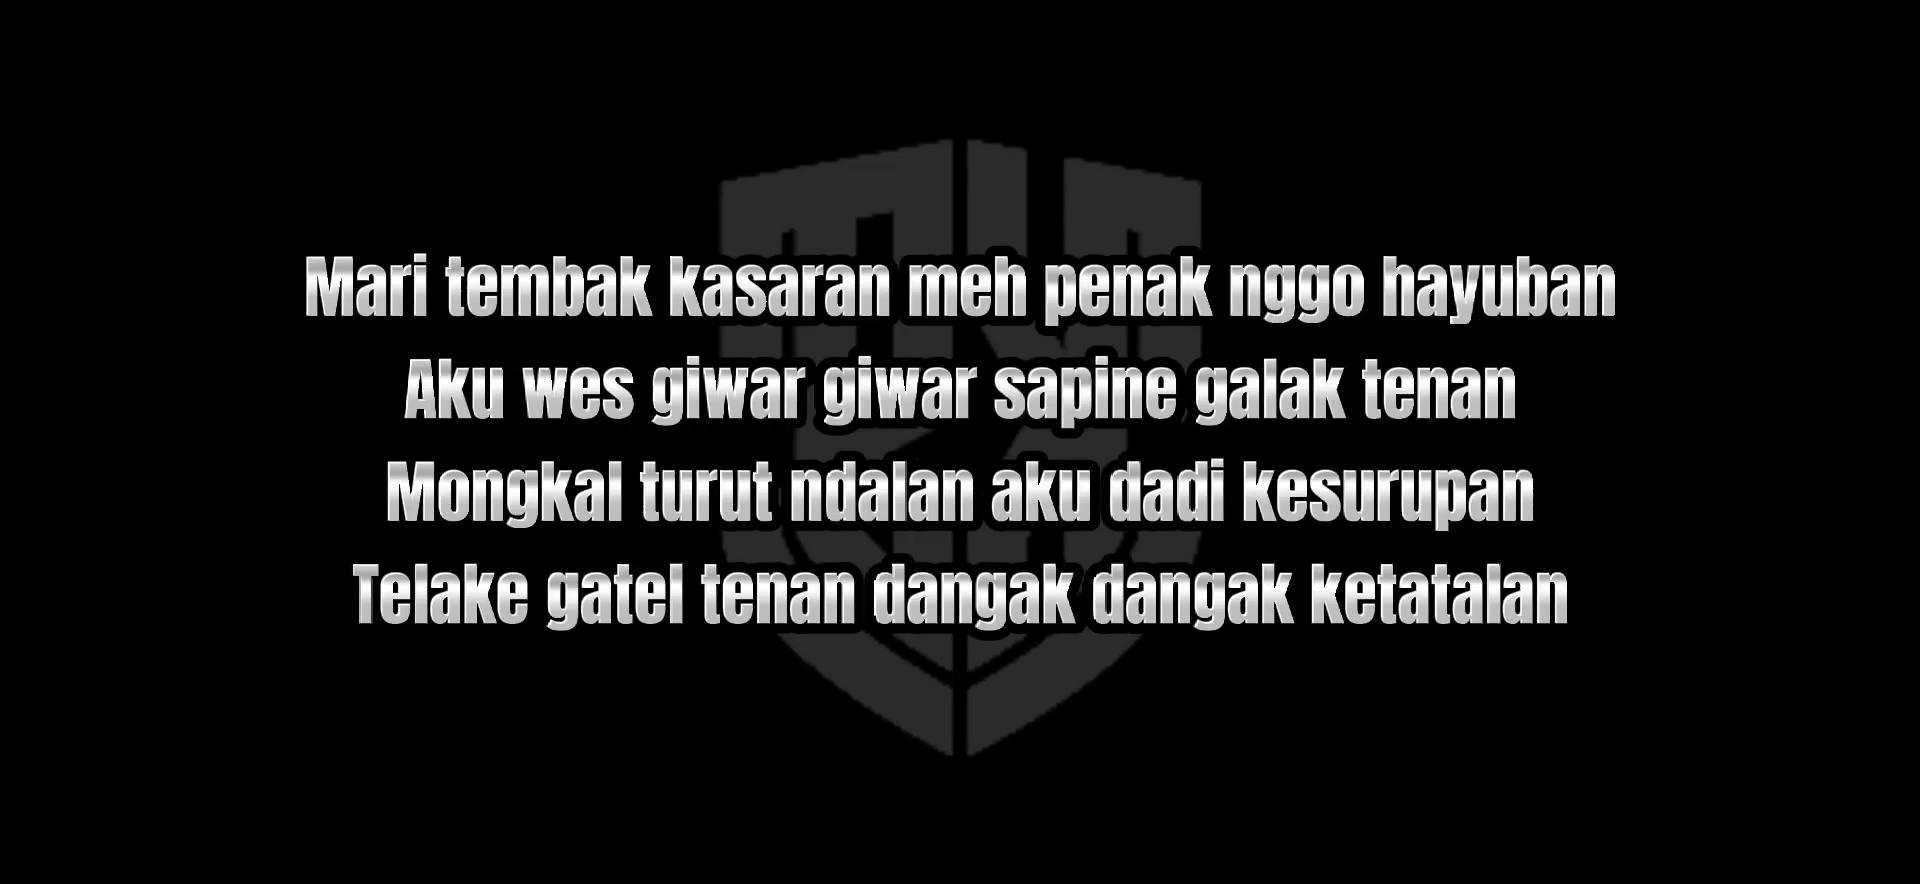 Mari tembak kasaran meh penak nggo hayuban
Aku wes giwar giwar sapine galak tenan
Mongkal turut ndalan aku dadi kesurupan
Telake gatel tenan dangak dangak ketatalan